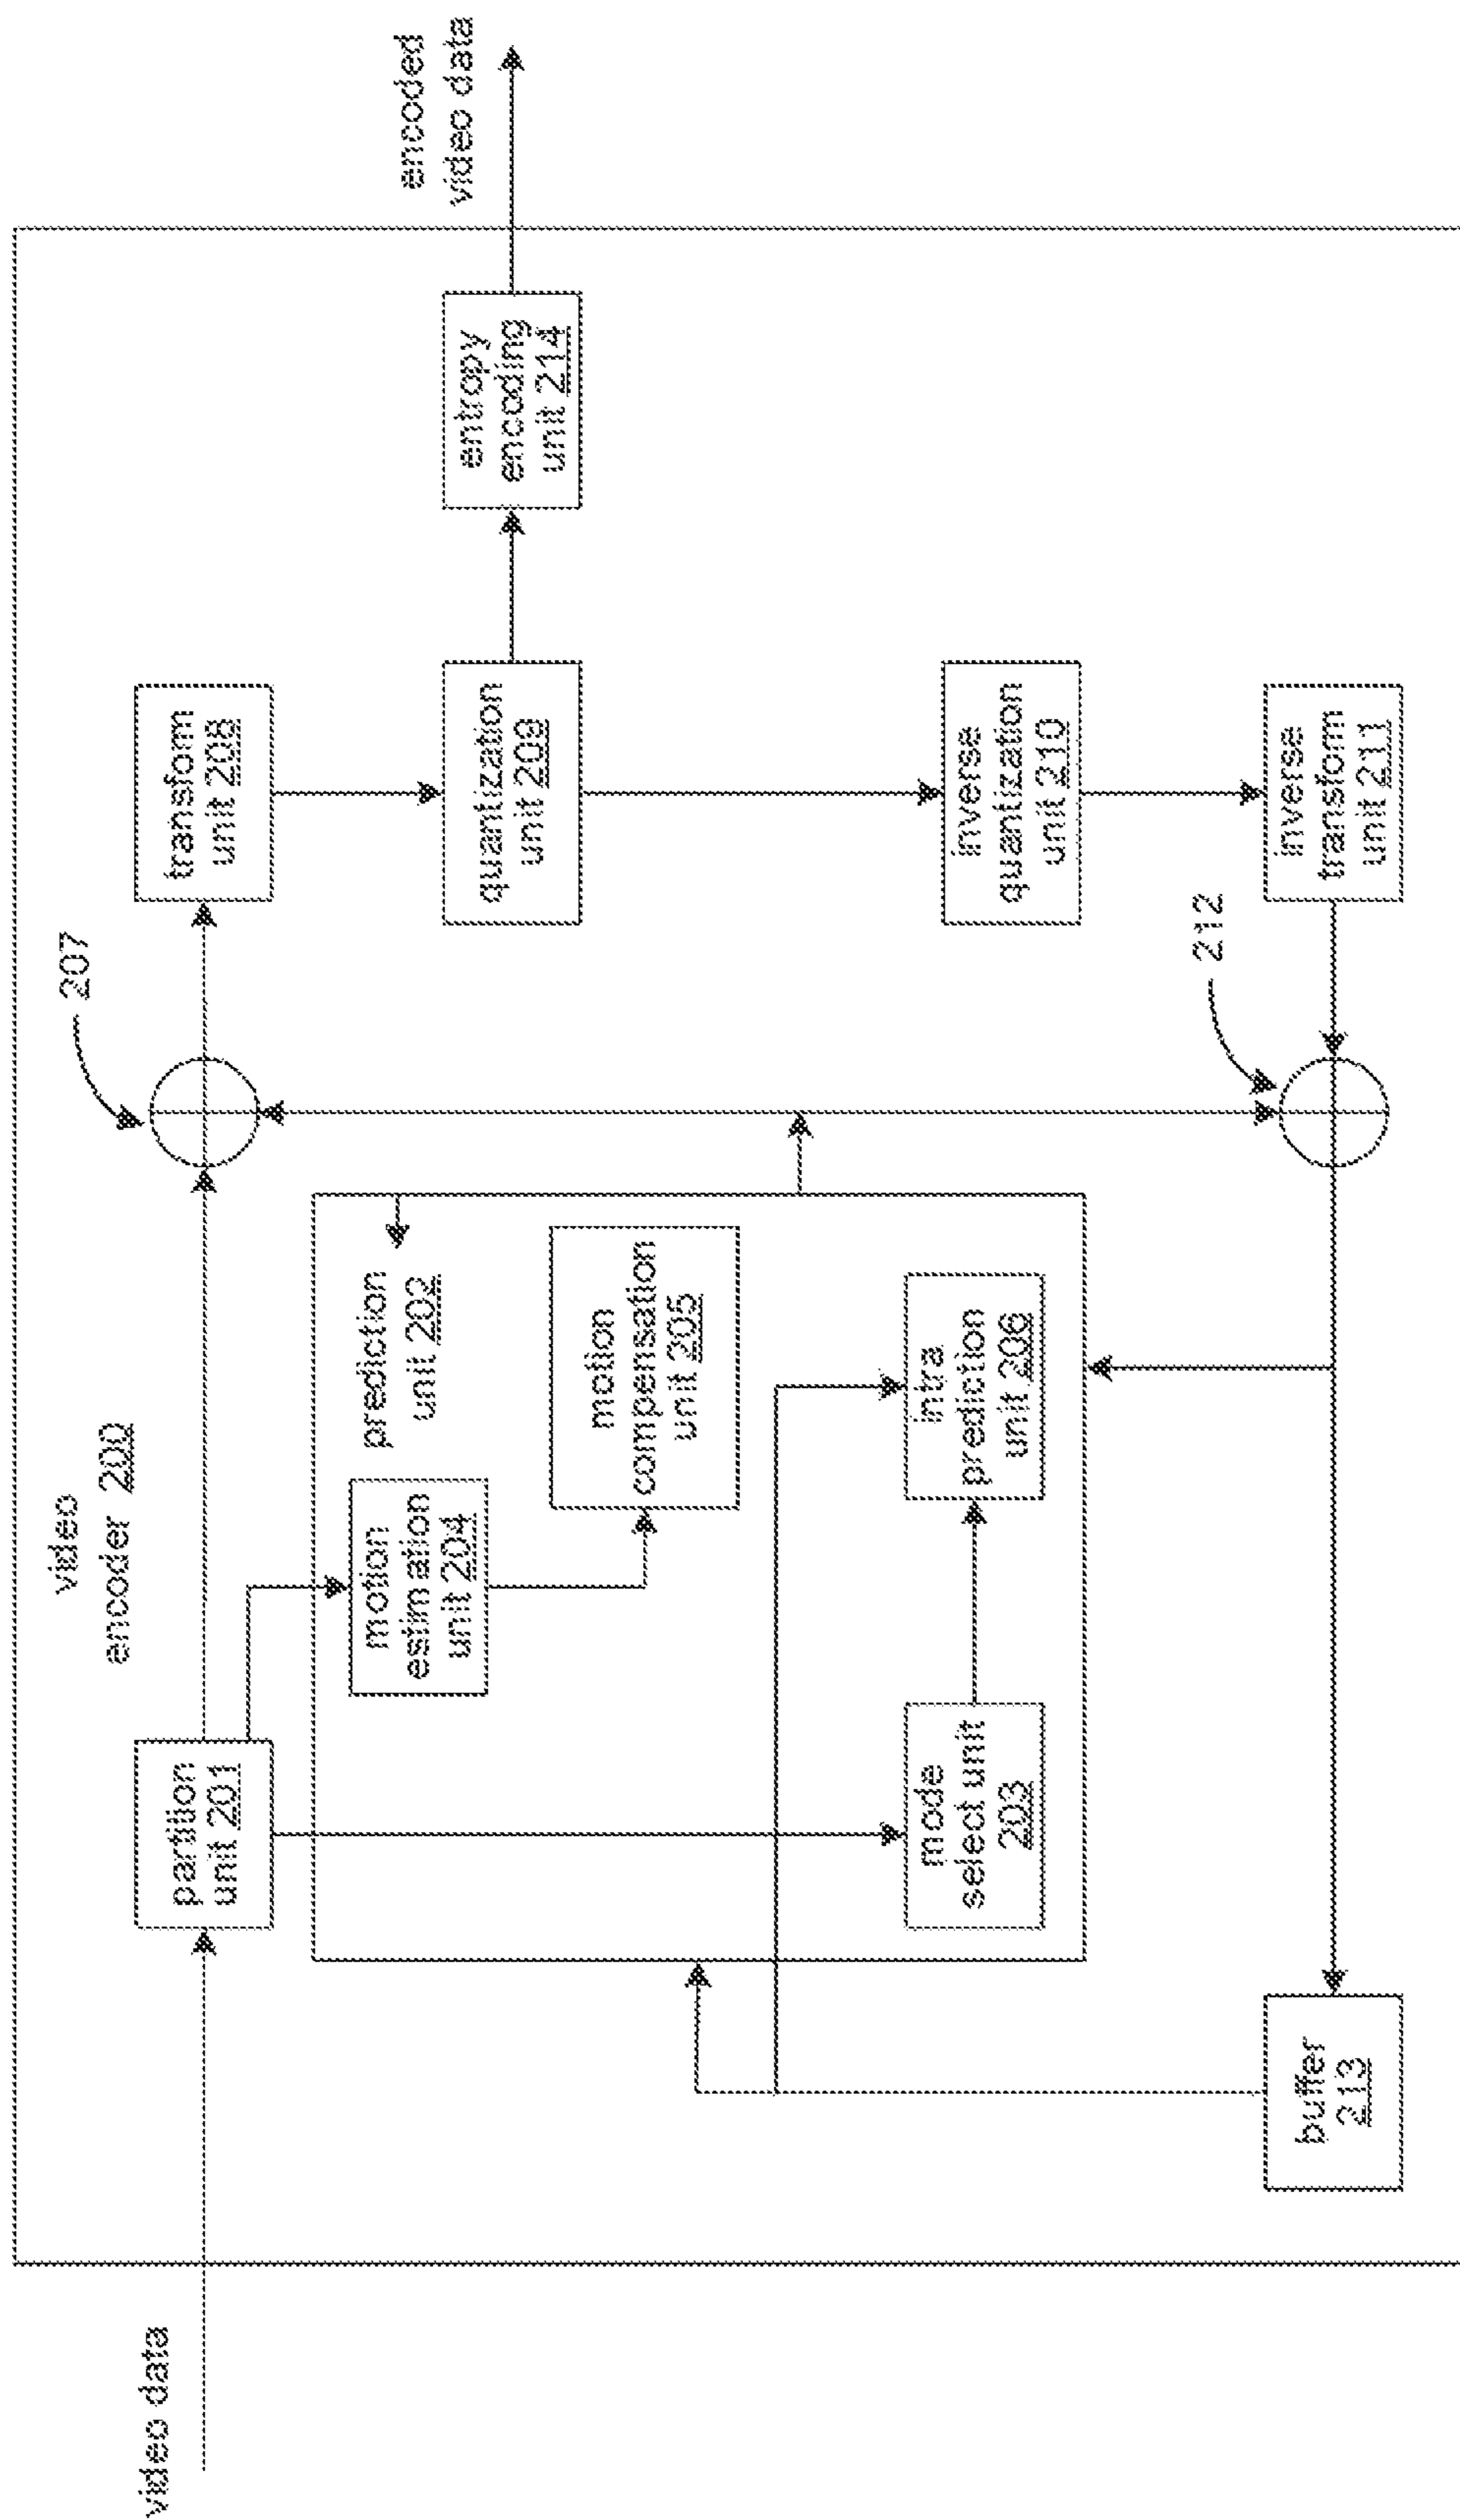 video data
video
encoder 200
partition
unit 201
207
transform
unit 208
encoded
video data
motion
estimation
unit 204
prediction
unit 202
motion
compensation
unit 205
quantization
unit 209
entropy
encoding
unit 214
mode
select unit
203
intra
prediction
unit 206
inverse
quantization
unit 210
212
inverse
transform
unit 211
buffer
213